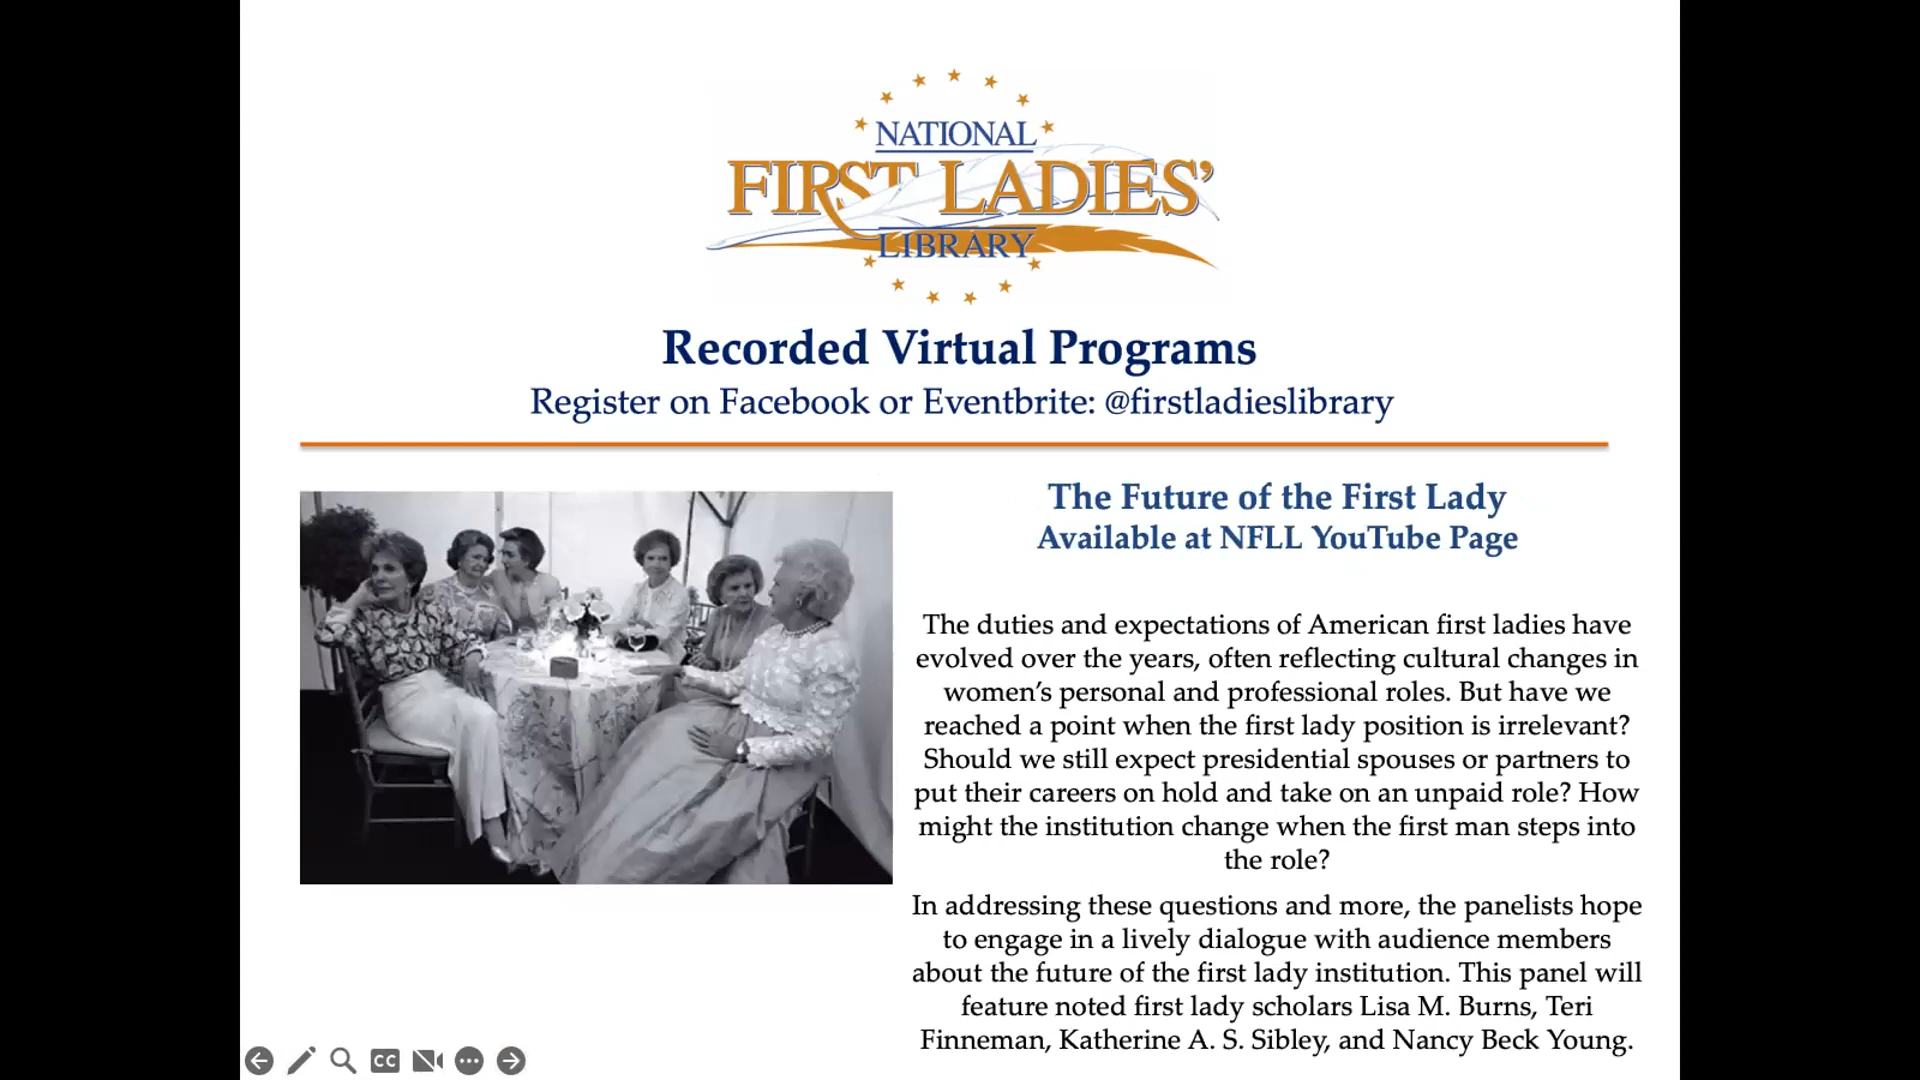 NATIONAL
FIRST LADIES’
LIBRARY
Recorded Virtual Programs
Register on Facebook or Eventbrite: @firstladieslibrary
The Future of the First Lady
Available at NFLL YouTube Page
The duties and expectations of American first ladies have
evolved over the years, often reflecting cultural changes in
women’s personal and professional roles. But have we
reached a point when the first lady position is irrelevant?
Should we still expect presidential spouses or partners to
put their careers on hold and take on an unpaid role? How
might the institution change when the first man steps into
the role?
In addressing these questions and more, the panelists hope
to engage in a lively dialogue with audience members
about the future of the first lady institution. This panel will
feature noted first lady scholars Lisa M. Burns, Teri
Finneman, Katherine A. S. Sibley, and Nancy Beck Young.
CC